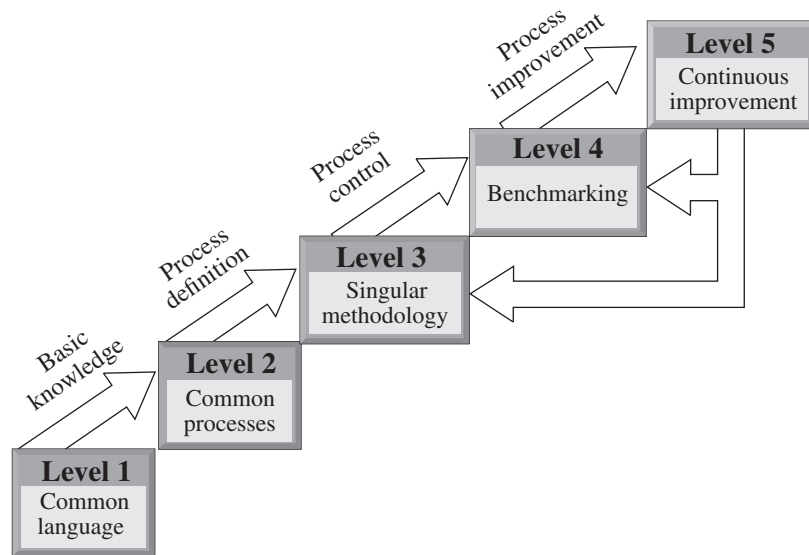 Process
improvement
Level 5
Continuous
improvement
Process
control
Level 4
Benchmarking
Process
definition
Level 3
Singular
methodology
Basic
knowledge
Level 2
Common
processes
Level 1
Common
language